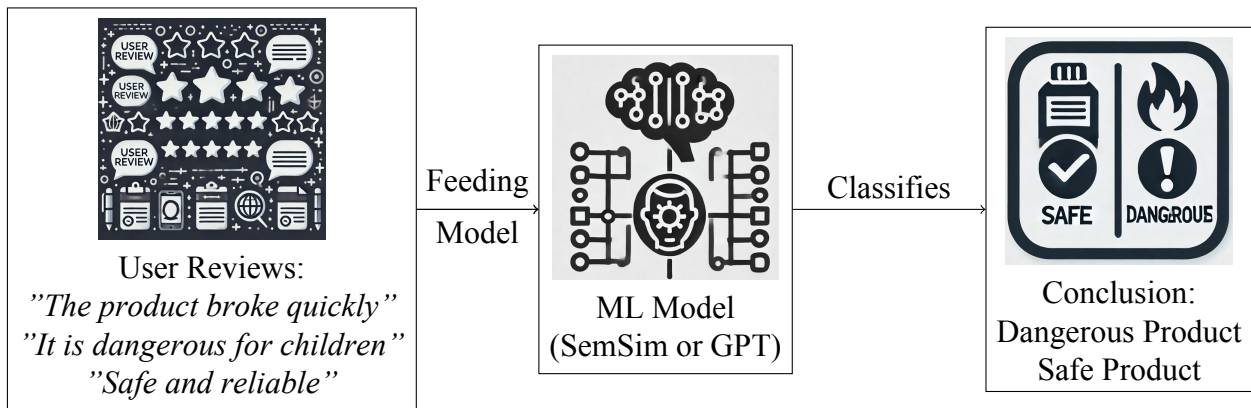 USER
REVIEW
USER
REVIEW
USER
REVIEW
User Reviews:
”The product broke quickly”
”It is dangerous for children”
”Safe and reliable”
Feeding
Model
ML Model
(SemSim or GPT)
Classifies
SAFE
DANGɘROUE
Conclusion:
Dangerous Product
Safe Product